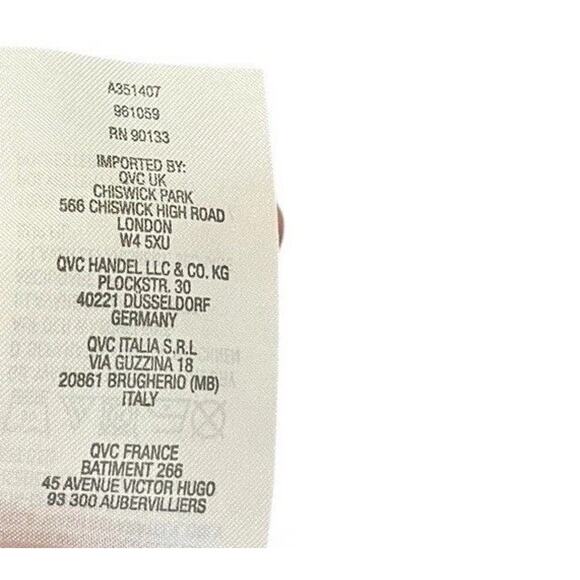 A351407
961059
RN 90133
IMPORTED BY:
QVC UK
CHISWICK PARK
566 CHISWICK HIGH ROAD
LONDON
W4 5XU
QVC HANDEL LLC & CO. KG
PLOCKSTR. 30
40221 DÜSSELDORF
GERMANY
QVC ITALIA S.R.L
VIA GUZZINA 18
20861 BRUGHERIO (MB)
ITALY
QVC FRANCE
BATIMENT 266
45 AVENUE VICTOR HUGO
93 300 AUBERVILLIERS